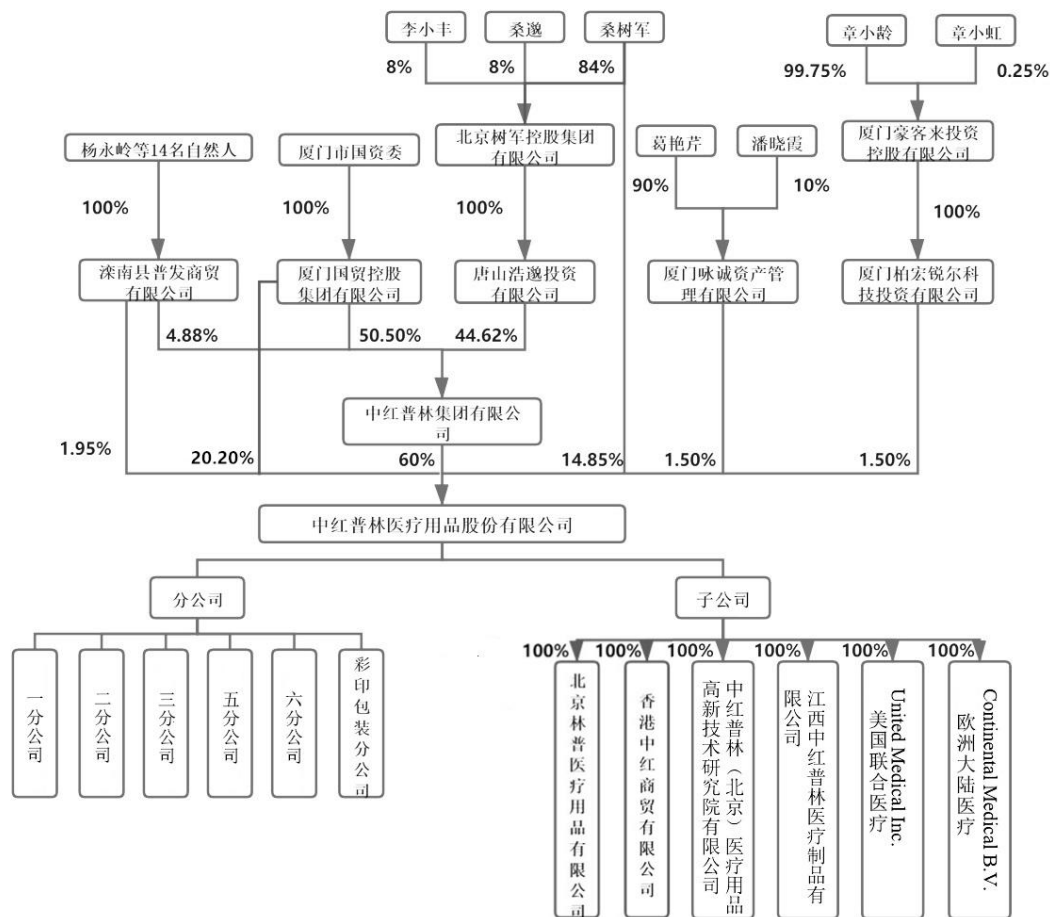 李小丰
桑邈
桑树军
章小龄
章小虹
8%
8%
84%
99.75%
0.25%
杨永岭等14名自然人
厦门市国资委
北京树军控股集团
有限公司
葛艳芹
潘晓霞
厦门豪客来投资
控股有限公司
100%
100%
100%
90%
10%
100%
滦南县普发商贸
有限公司
厦门国贸控股
集团有限公司
唐山浩邈投资
有限公司
厦门咏诚资产管
理有限公司
厦门柏宏锐尔科
技投资有限公司
4.88%
50.50%
44.62%
中红普林集团有限公
司
1.95%
20.20%
60%
14.85%
1.50%
1.50%
中红普林医疗用品股份有限公司
分公司
子公司
一分公司
二分公司
三分公司
五分公司
六分公司
彩印包装分公司
100%
100%
100%
100%
100%
100%
北京林普医疗用品有限公司
香港中红商贸有限公司
中红普林（北京）医疗用品
高新技术研究院有限公司
江西中红普林医疗制品有
限公司
United Medical Inc.
美国联合医疗
Continental Medical B.V.
欧洲大陆医疗